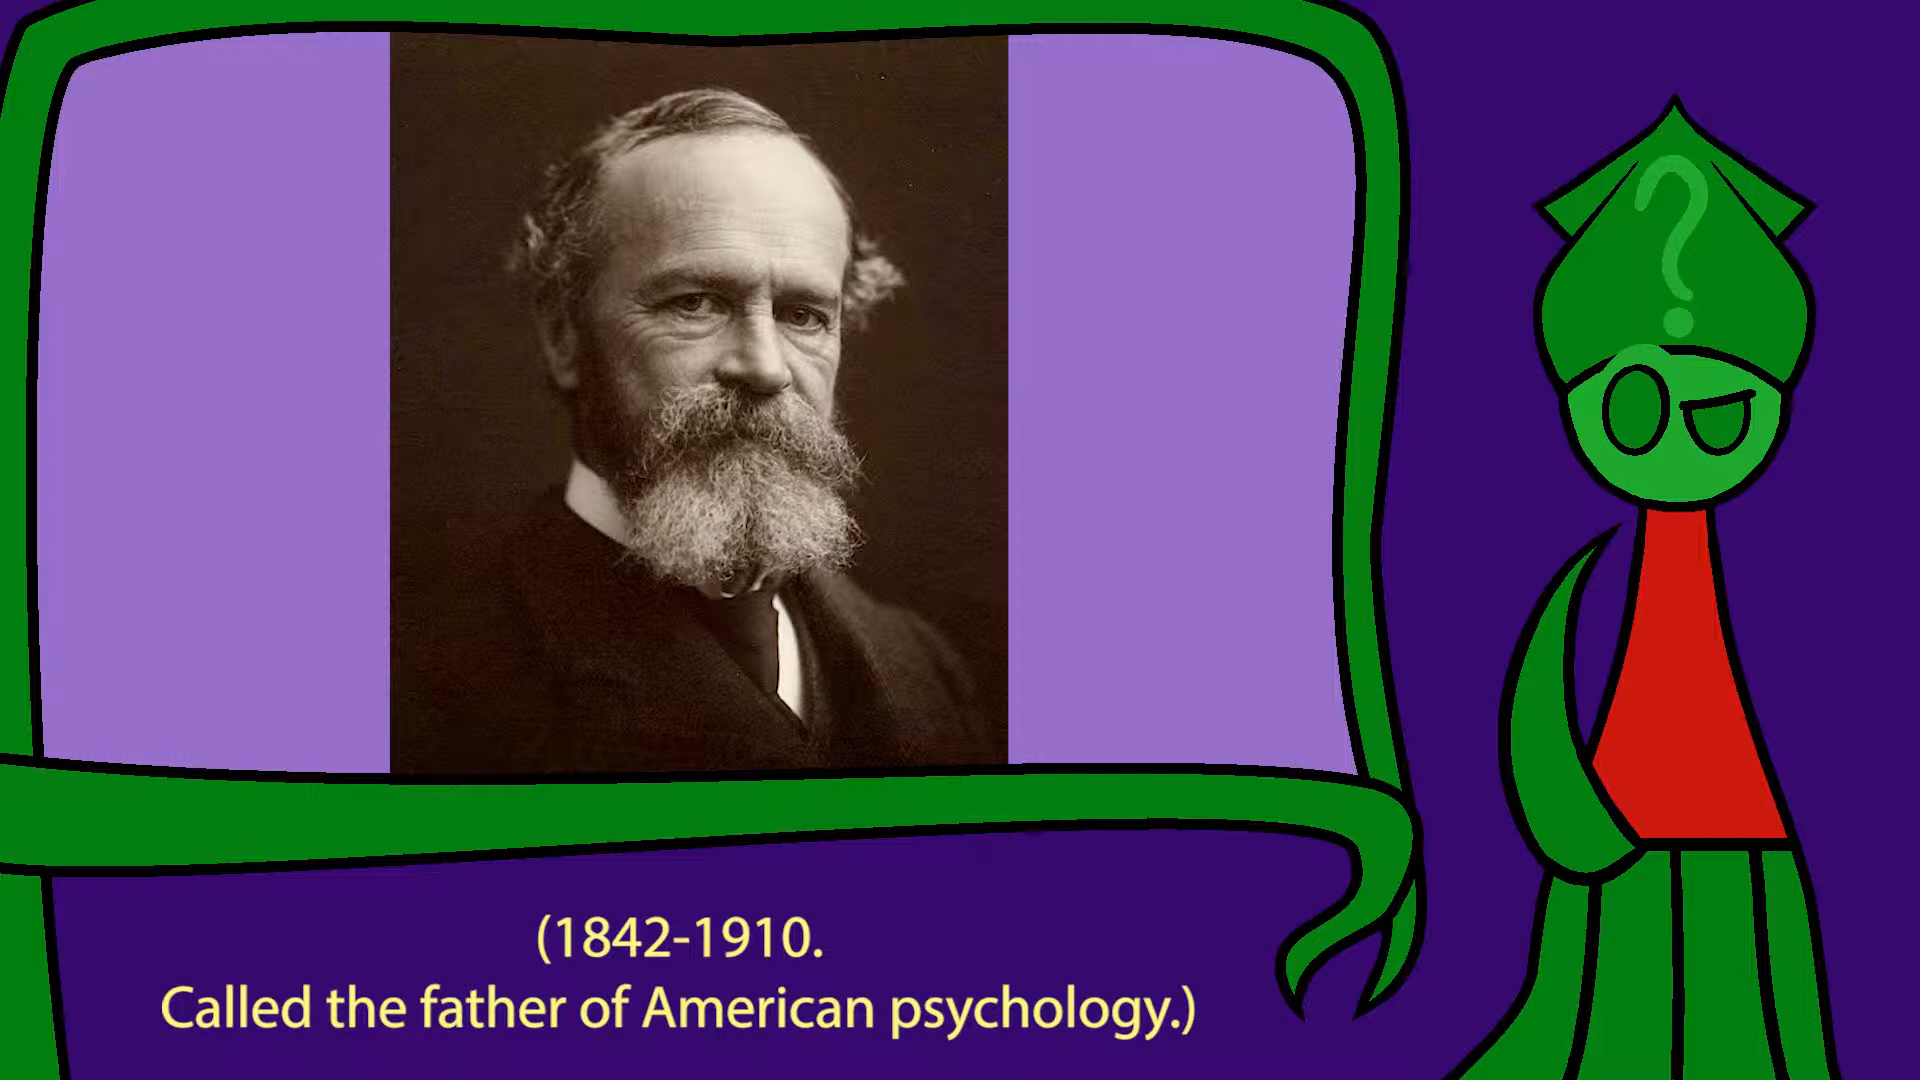 ?
(1842-1910.
Called the father of American psychology.)